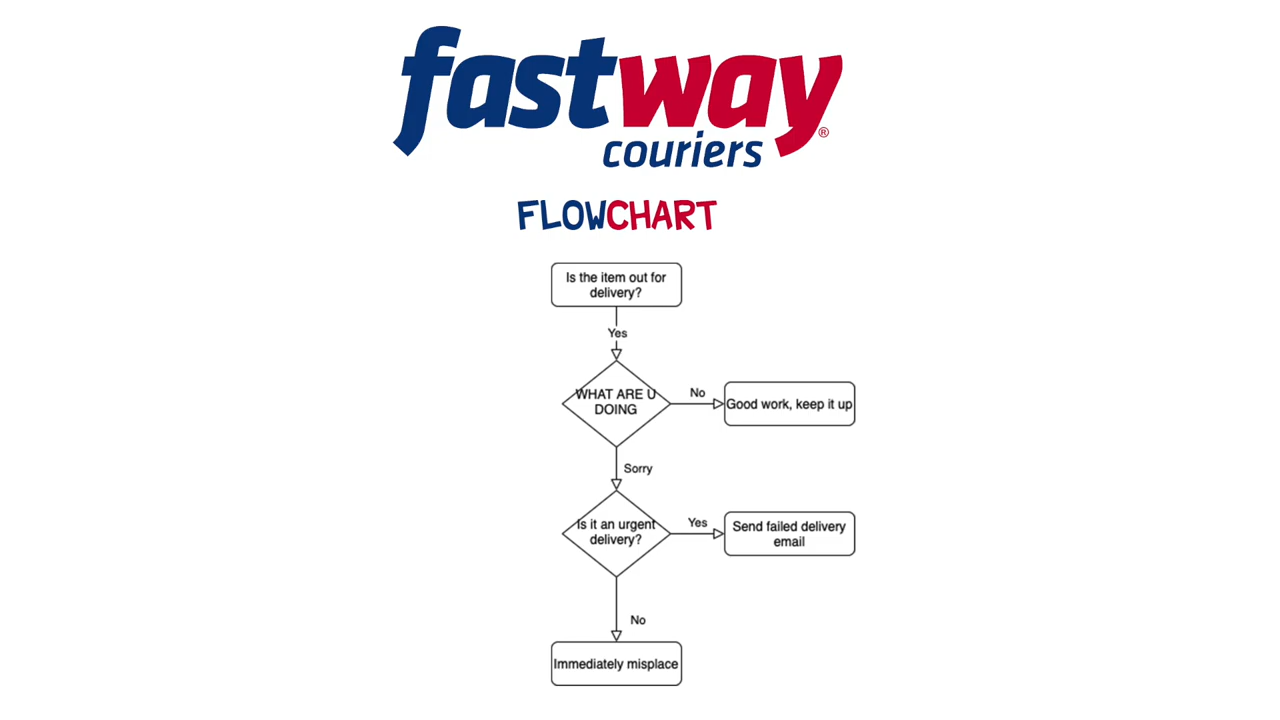 fastway®
couriers
FLOWCHART
Is the item out for
delivery?
Yes
WHAT ARE U
DOING
No
Good work, keep it up
Sorry
Is it an urgent
delivery?
Yes
Send failed delivery
email
No
Immediately misplace